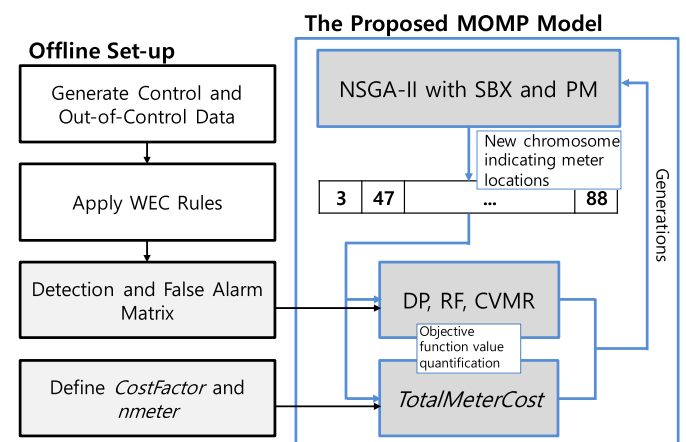 The Proposed MOMP Model
Offline Set-up
Generate Control and
Out-of-Control Data
Apply WEC Rules
Detection and False Alarm
Matrix
Define CostFactor and
nmeter
NSGA-II with SBX and PM
New chromosome
indicating meter
locations
3 47 ... 88
DP, RF, CVMR
Objective
function value
quantification
TotalMeterCost
Generations